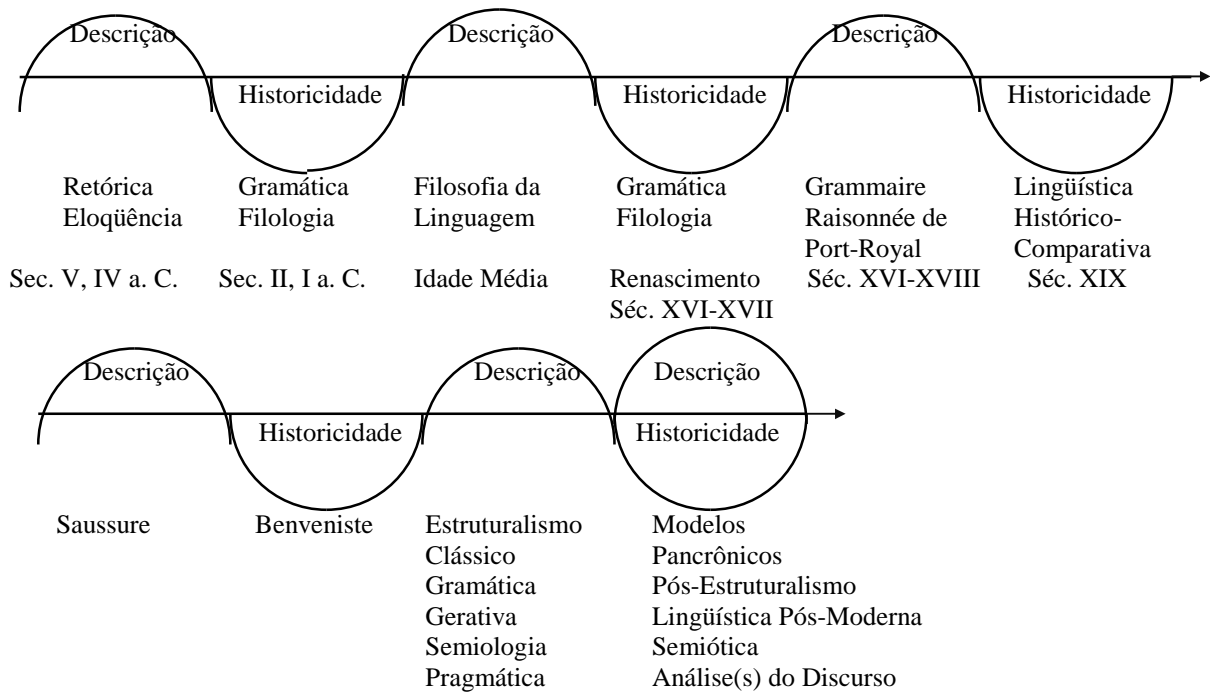 Descrição Descrição Descrição
Historicidade Historicidade Historicidade
Retórica Gramática Filosofia da Gramática Grammaire Lingüística
Eloqüência Filologia Linguagem Filologia Raisonnée de Histórico-
Port-Royal Comparativa
Sec. V, IV a. C. Sec. II, I a. C. Idade Média Renascimento Séc. XVI-XVIII Séc. XIX
Séc. XVI-XVII
Descrição Descrição Descrição
Historicidade Historicidade
Saussure Benveniste Estruturalismo Modelos
Clássico Pancrônicos
Gramática Pós-Estruturalismo
Gerativa Lingüística Pós-Moderna
Semiologia Semiótica
Pragmática Análise(s) do Discurso